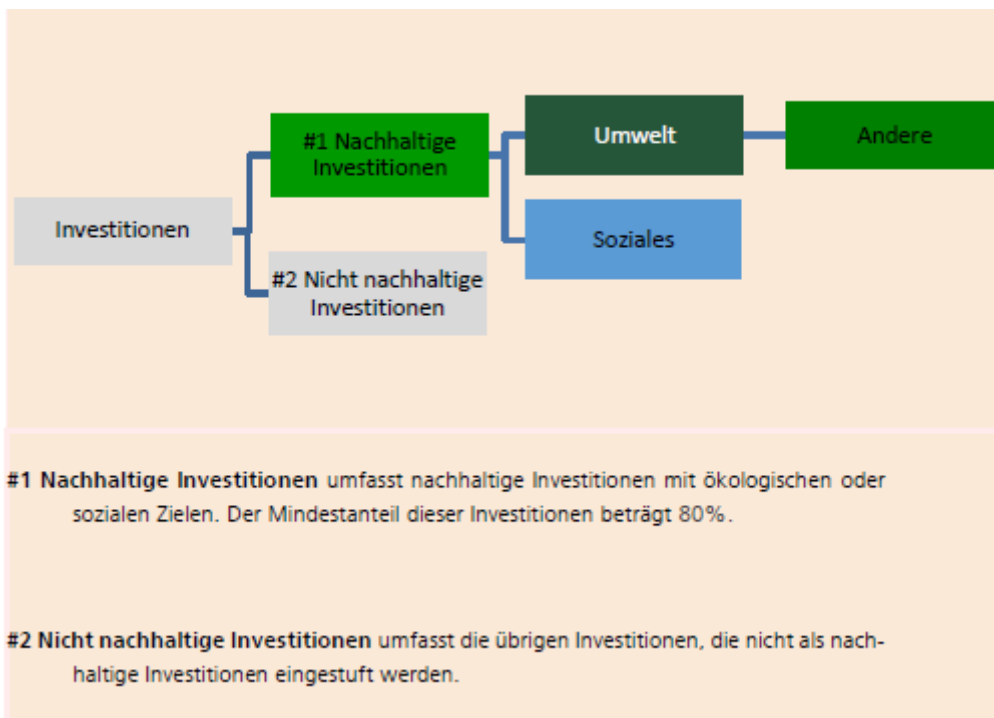 #1 Nachhaltige
Investitionen
Umwelt
Andere
Investitionen
Soziales
#2 Nicht nachhaltige
Investitionen
#1 Nachhaltige Investitionen umfasst nachhaltige Investitionen mit ökologischen oder
sozialen Zielen. Der Mindestanteil dieser Investitionen beträgt 80%.
#2 Nicht nachhaltige Investitionen umfasst die übrigen Investitionen, die nicht als nach-
haltige Investitionen eingestuft werden.